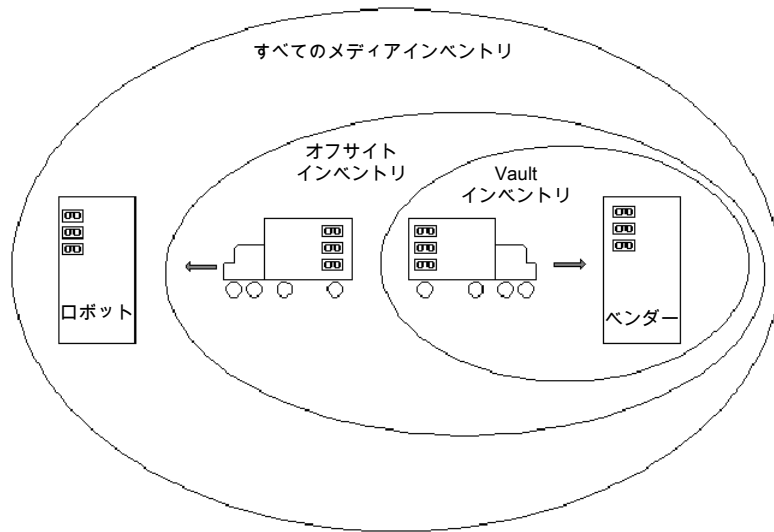 すべてのメディアインベントリ
オフサイト
インベントリ
Vault
インベントリ
ロボット
ベンダー